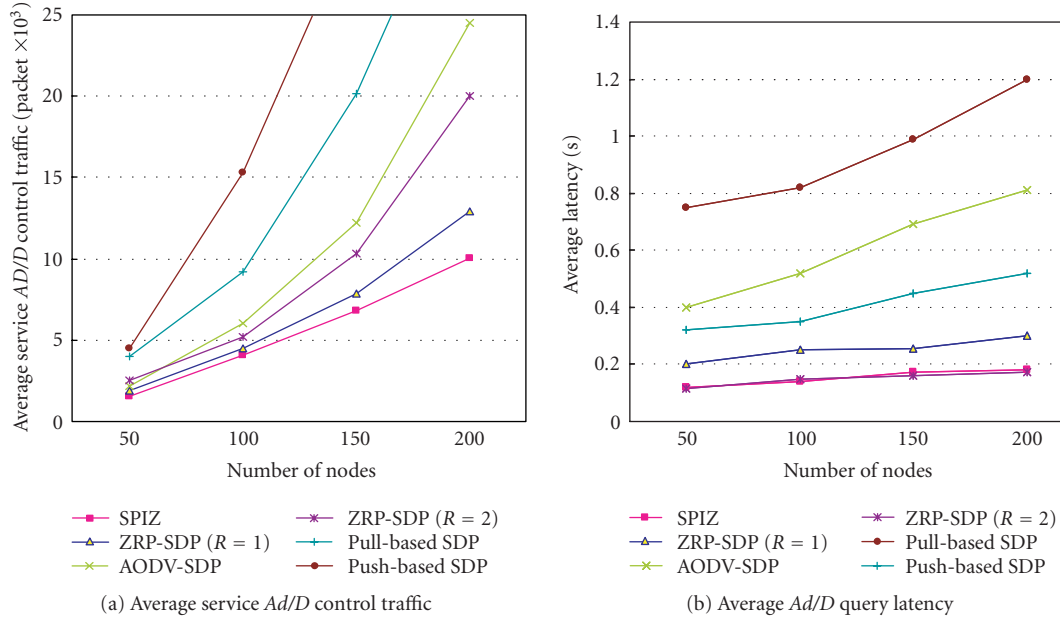 25
20
15
10
5
0
Average service AD/D control traffic (packet ×10³)
50 100 150 200
Number of nodes
SPIZ
ZRP-SDP (R = 1)
AODV-SDP
ZRP-SDP (R = 2)
Pull-based SDP
Push-based SDP
(a) Average service Ad/D control traffic
1.4
1.2
1
0.8
0.6
0.4
0.2
0
Average latency (s)
50 100 150 200
Number of nodes
SPIZ
ZRP-SDP (R = 1)
AODV-SDP
ZRP-SDP (R = 2)
Pull-based SDP
Push-based SDP
(b) Average Ad/D query latency